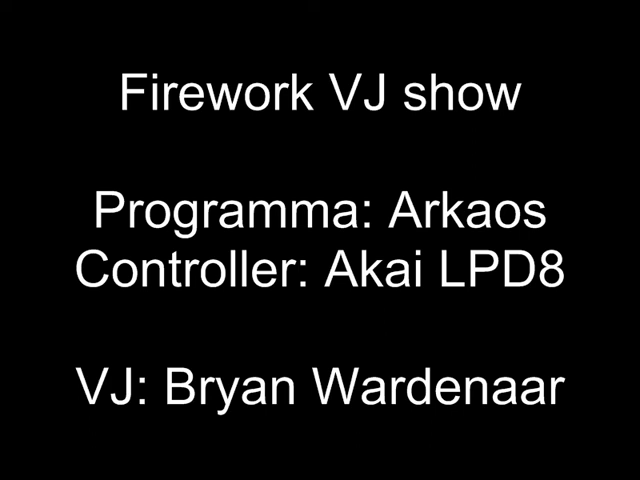 Firework VJ show
Programma: Arkaos
Controller: Akai LPD8
VJ: Bryan Wardenaar